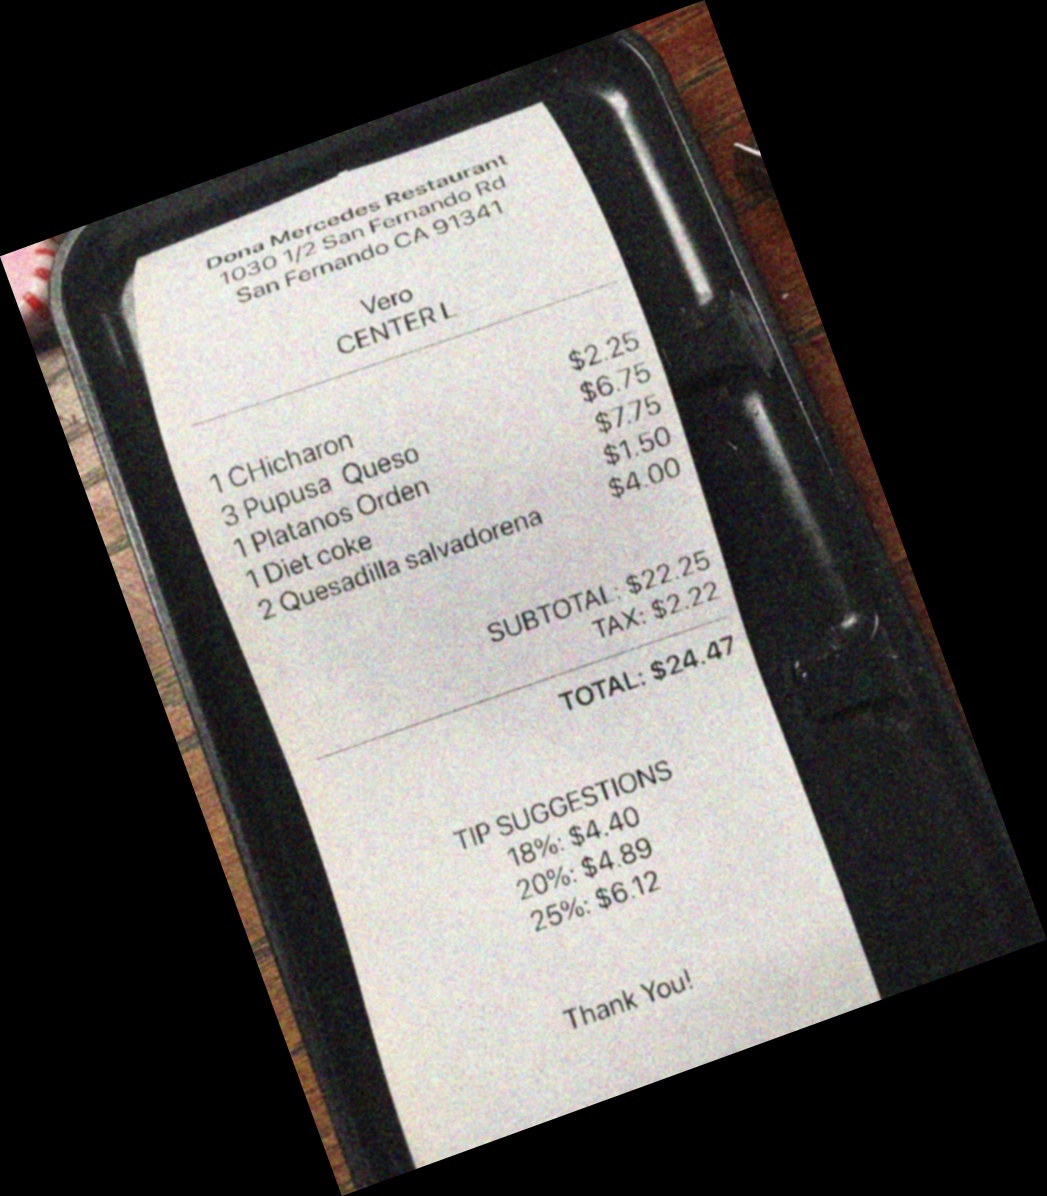 Dona Mercedes Restaurant
1030 1/2 San Fernando Rd
San Fernando CA 91341
Vero
CENTER L
1 CHicharon $2.25
3 Pupusa Queso $6.75
1 Platanos Orden $7.75
1 Diet coke $1.50
2 Quesadilla salvadorena $4.00
SUBTOTAL: $22.25
TAX: $2.22
TOTAL: $24.47
TIP SUGGESTIONS
18%: $4.40
20%: $4.89
25%: $6.12
Thank You!